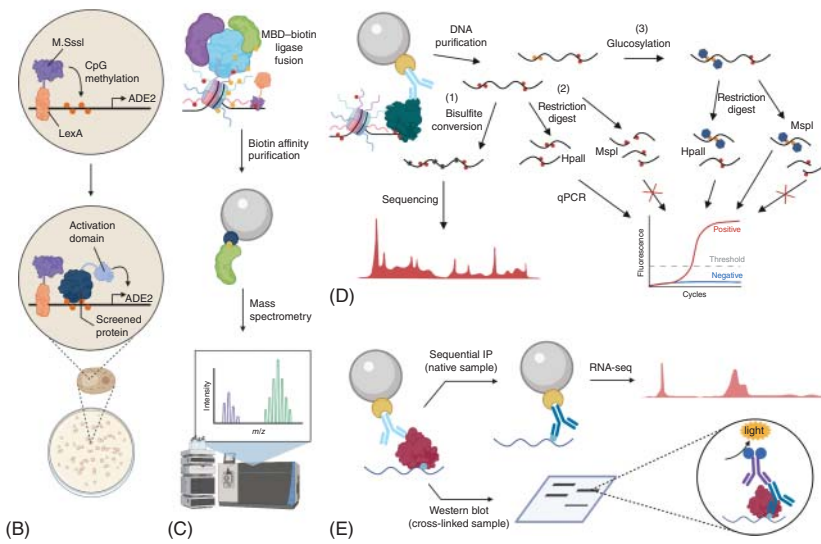 M.SssI
CpG
methylation
ADE2
LexA
Activation
domain
ADE2
Screened
protein
(B)
MBD–biotin
ligase
fusion
Biotin affinity
purification
Mass
spectrometry
Intensity
m/z
(C)
DNA
purification
(3)
Glucosylation
(1)
Bisulfite
conversion
(2)
Restriction
digest
HpaII
MspI
Restriction
digest
HpaII
MspI
Sequencing
qPCR
Fluorescence
Positive
Threshold
Negative
Cycles
(D)
Sequential IP
(native sample)
RNA-seq
light
Western blot
(cross-linked sample)
(E)